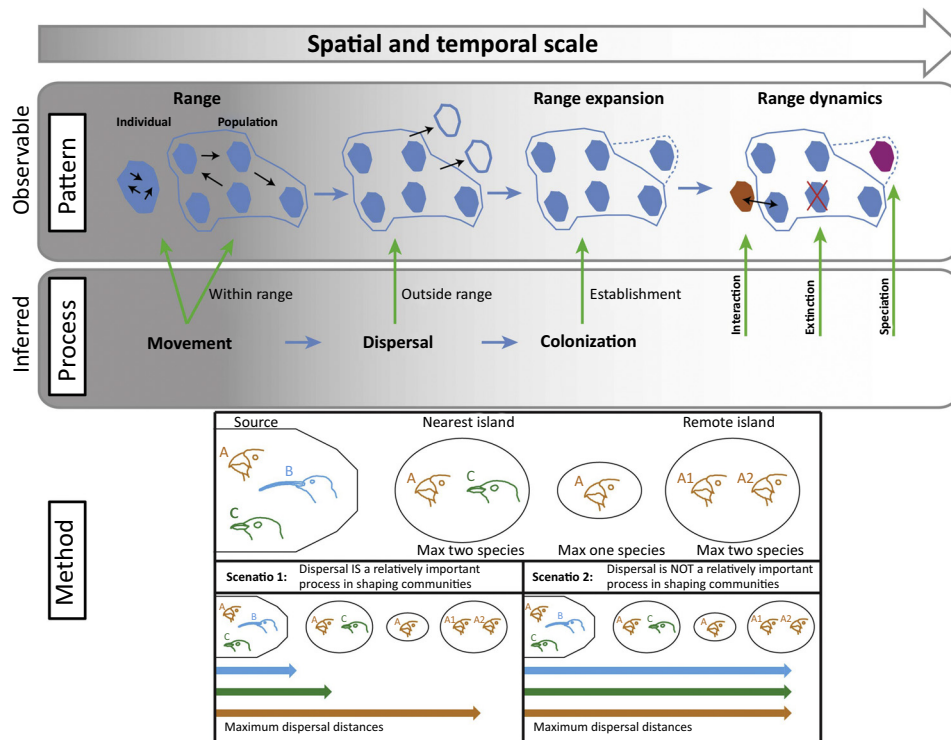 Spatial and temporal scale
Observable
Pattern
Range
Individual
Population
Range expansion
Range dynamics
Inferred
Process
Within range
Outside range
Establishment
Interaction
Extinction
Speciation
Movement
Dispersal
Colonization
Method
Source
Nearest island
Remote island
A
B
C
A
C
A
A1
A2
Max two species
Max one species
Max two species
Scenatio 1:
Dispersal IS a relatively important
process in shaping communities
Scenario 2:
Dispersal is NOT a relatively important
process in shaping communities
A
B
C
A
C
A
A1
A2
A
B
C
A
C
A
A1
A2
Maximum dispersal distances
Maximum dispersal distances